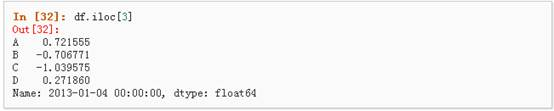 In [32]: df.iloc[3]
Out[32]:
A    0.721555
B   -0.706771
C   -1.039575
D    0.271860
Name: 2013-01-04 00:00:00, dtype: float64